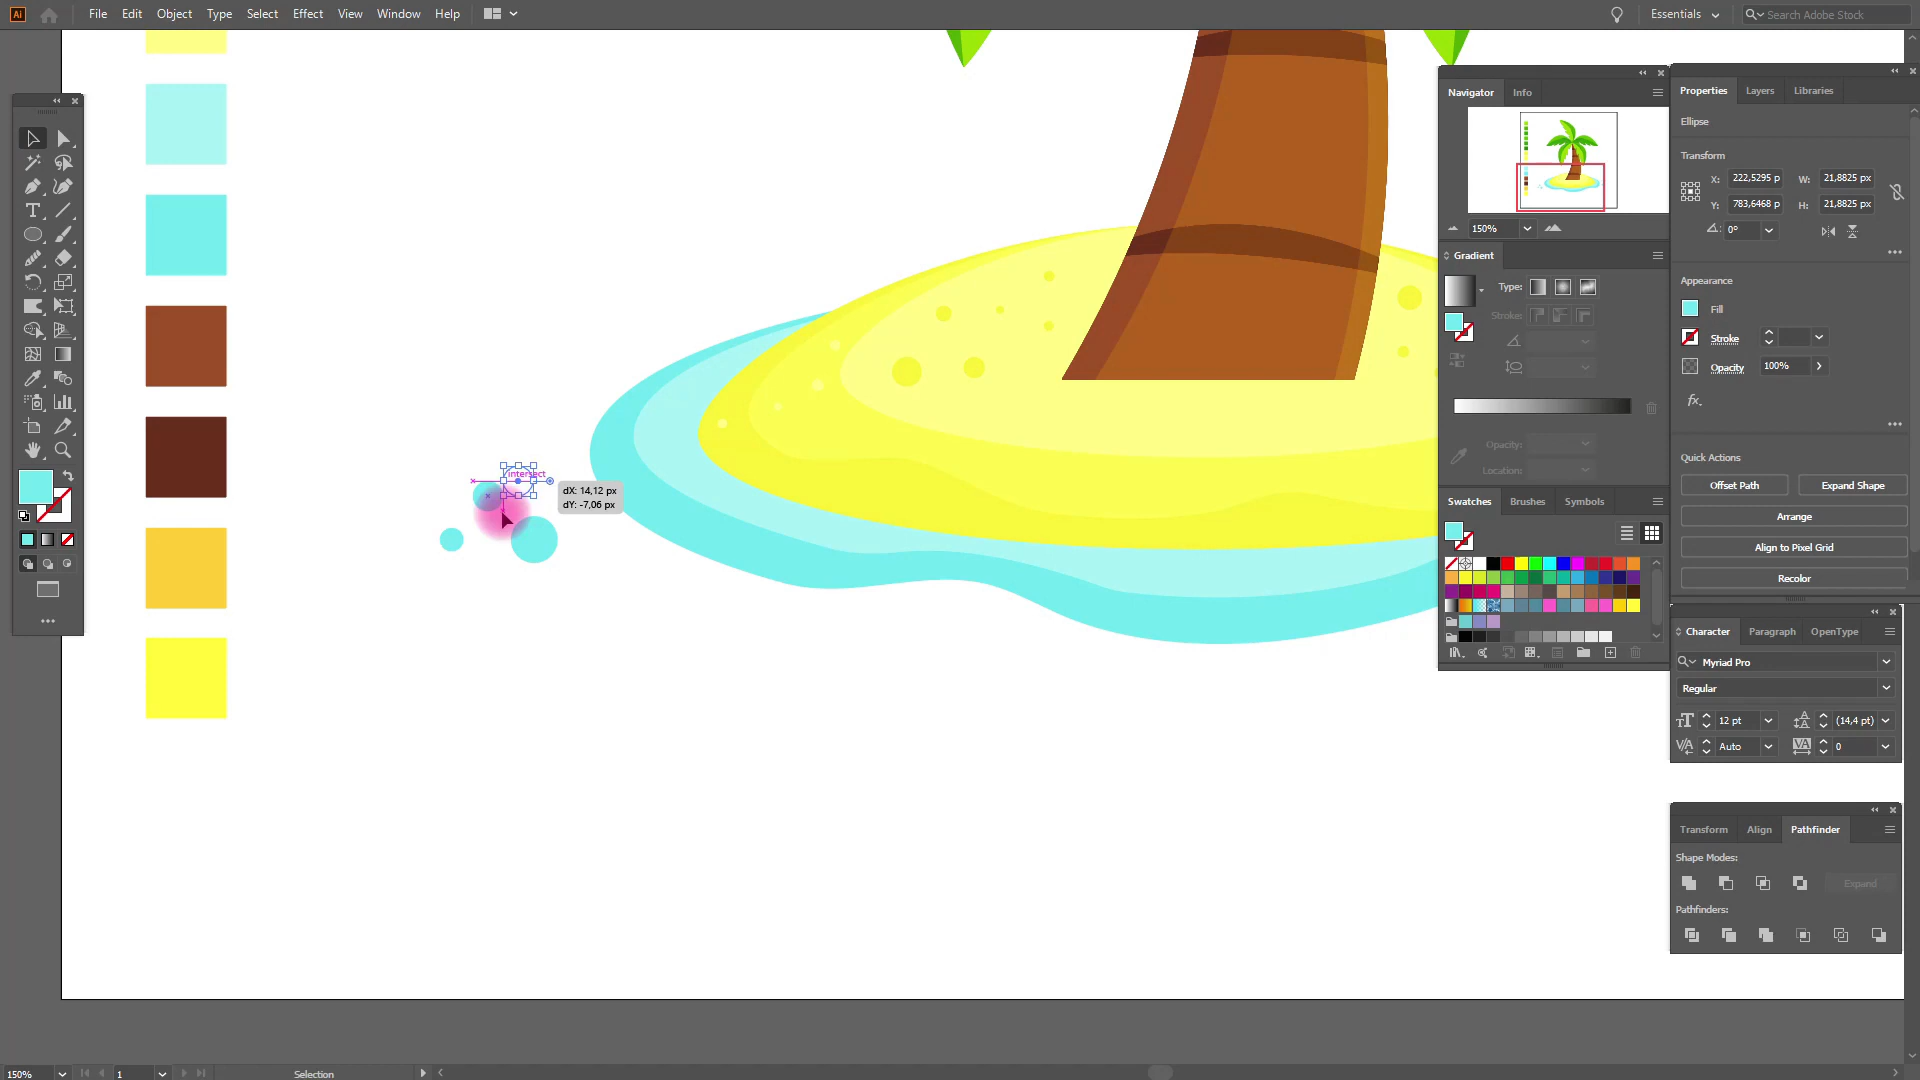 Ai File Edit Object Type Select Effect View Window Help Essentials Search Adobe Stock
Navigator Info
150%
Gradient
Type:
Stroke:
Opacity:
Location:
Swatches Brushes Symbols
Properties Layers Libraries
Ellipse
Transform
X: 222,5295 p W: 21,8825 px
Y: 783,6468 p H: 21,8825 px
0°
Appearance
Fill
Stroke
Opacity 100%
fx.
Quick Actions
Offset Path Expand Shape
Arrange
Align to Pixel Grid
Recolor
Character Paragraph OpenType
Myriad Pro
Regular
12 pt (14,4 pt)
Auto 0
Transform Align Pathfinder
Shape Modes:
Expand
Pathfinders:
intersect
dX: 14,12 px
dY: -7,06 px
150% 1 Selection